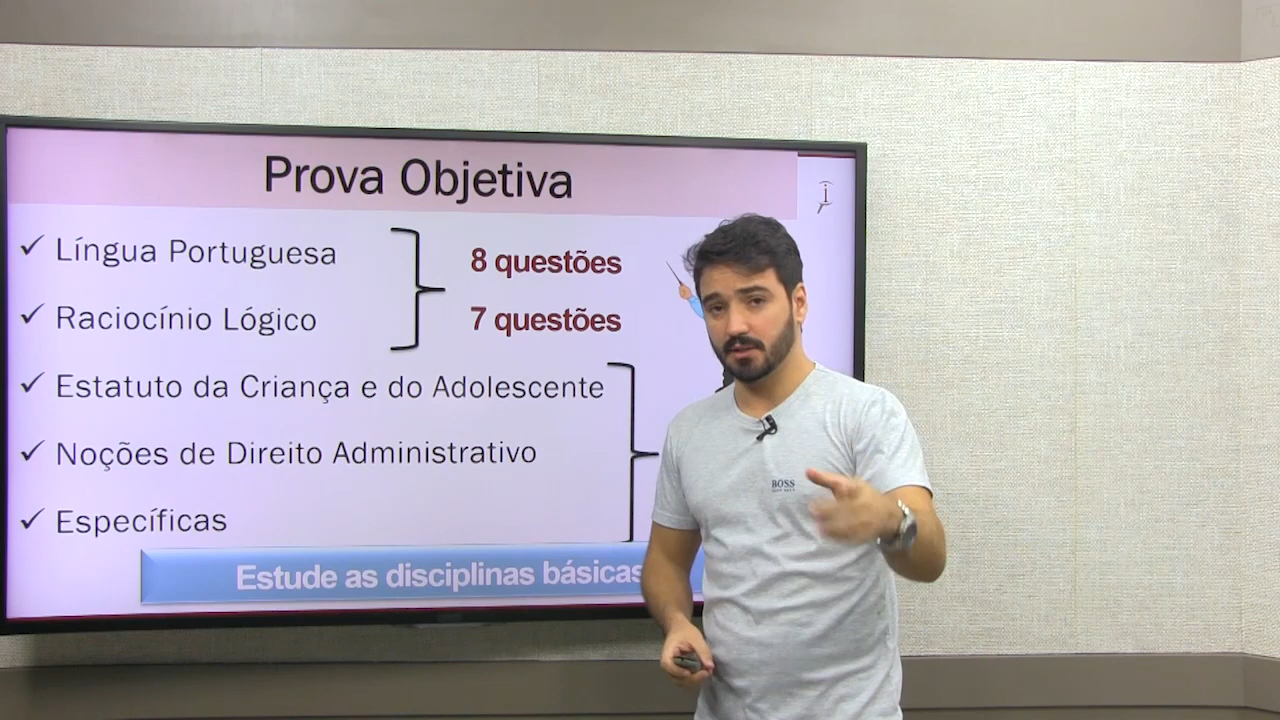 Prova Objetiva
Língua Portuguesa
8 questões
Raciocínio Lógico
7 questões
Estatuto da Criança e do Adolescente
Noções de Direito Administrativo
Específicas
Estude as disciplinas básicas
BOSS